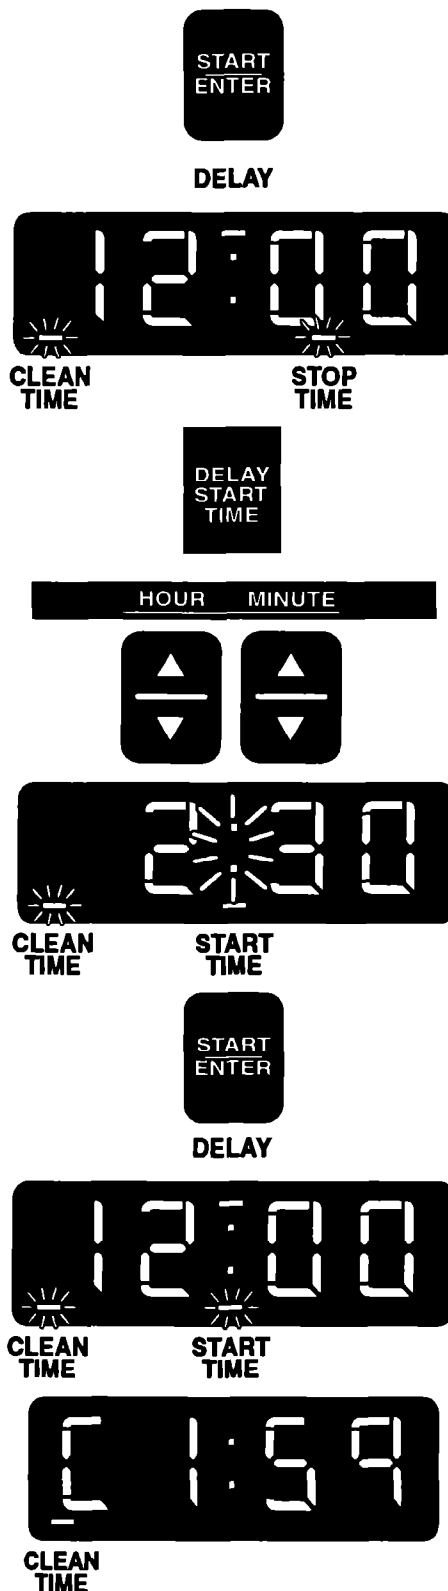 START
ENTER
DELAY
12:00
CLEAN STOP
TIME TIME
DELAY
START
TIME
HOUR MINUTE
2:30
CLEAN START
TIME TIME
START
ENTER
DELAY
12:00
CLEAN START
TIME TIME
C 1:59
CLEAN
TIME